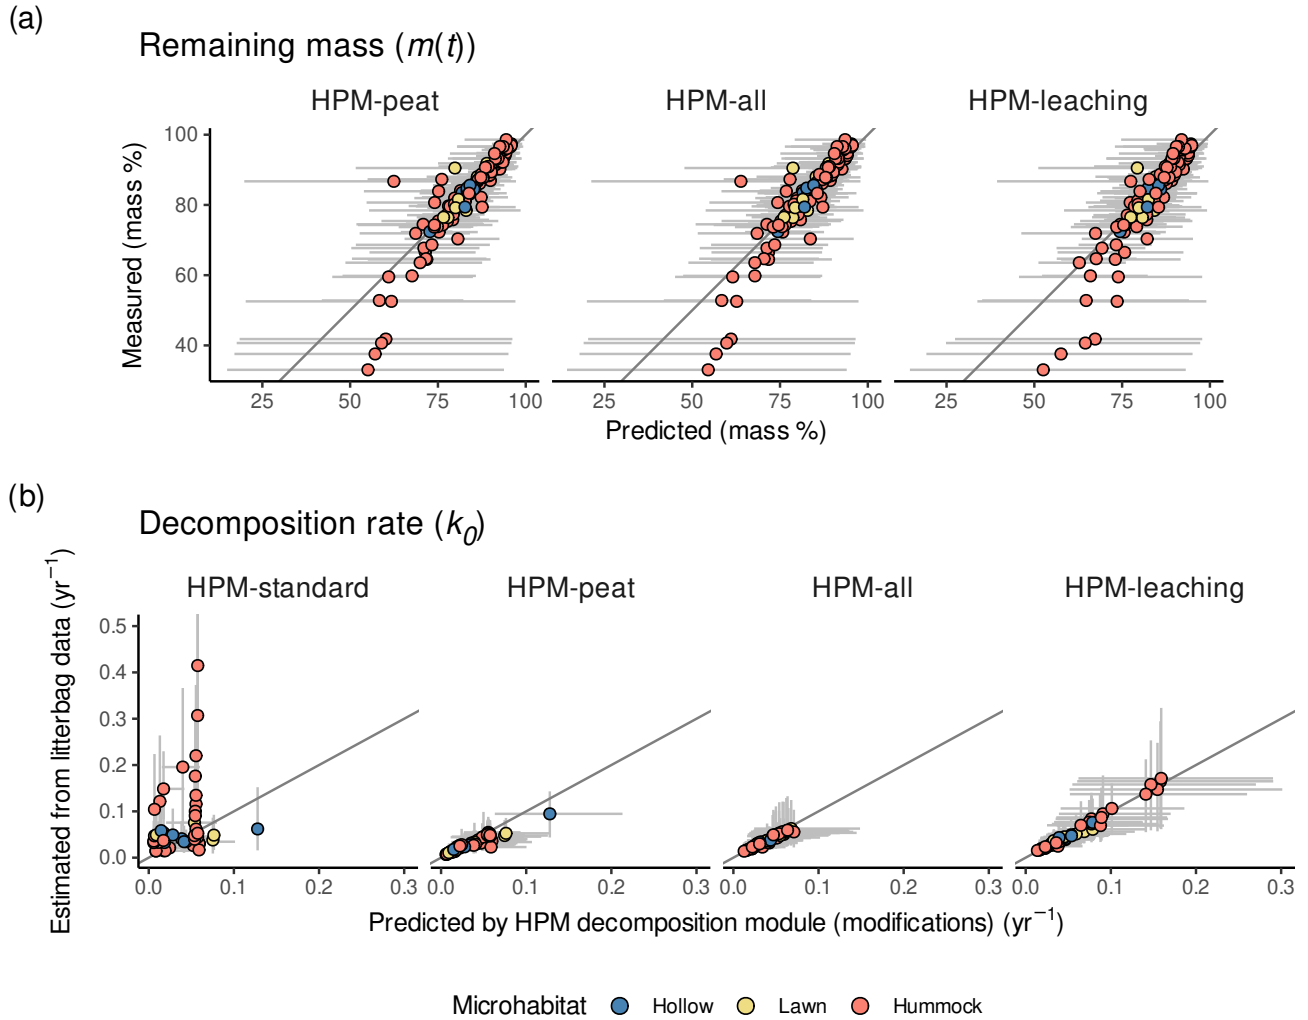 (a)
Remaining mass (m(t))
HPM-peat HPM-all HPM-leaching
Measured (mass %)
100
80
60
40
25 50 75 100 25 50 75 100 25 50 75 100
Predicted (mass %)
(b)
Decomposition rate (k₀)
HPM-standard HPM-peat HPM-all HPM-leaching
Estimated from litterbag data (yr⁻¹)
0.5
0.4
0.3
0.2
0.1
0.0
0.0 0.1 0.2 0.3 0.0 0.1 0.2 0.3 0.0 0.1 0.2 0.3 0.0 0.1 0.2 0.3
Predicted by HPM decomposition module (modifications) (yr⁻¹)
Microhabitat Hollow Lawn Hummock